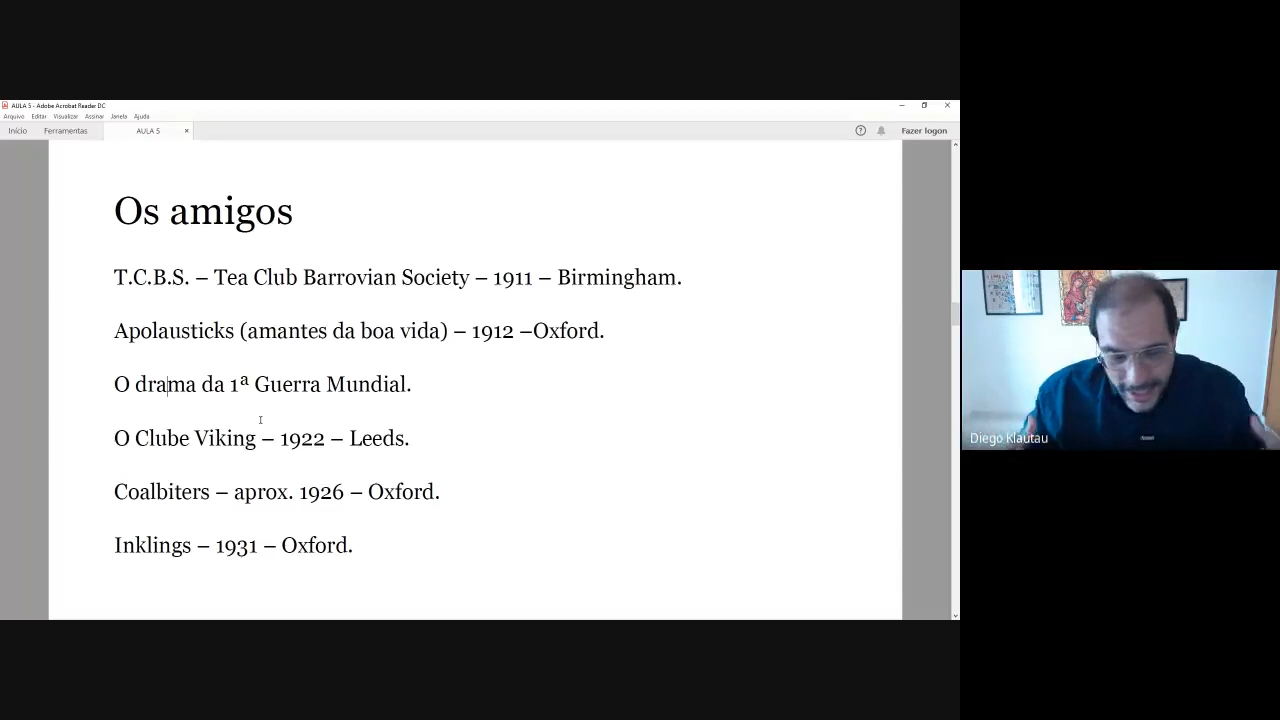 AULA 5 - Adobe Acrobat Reader DC
Arquivo Editar Visualizar Assinar Janela Ajuda
Início Ferramentas AULA 5 × Fazer logon
Os amigos
T.C.B.S. – Tea Club Barrovian Society – 1911 – Birmingham.
Apolausticks (amantes da boa vida) – 1912 –Oxford.
O drama da 1ª Guerra Mundial.
O Clube Viking – 1922 – Leeds.
Coalbiters – aprox. 1926 – Oxford.
Inklings – 1931 – Oxford.
Diego Klautau